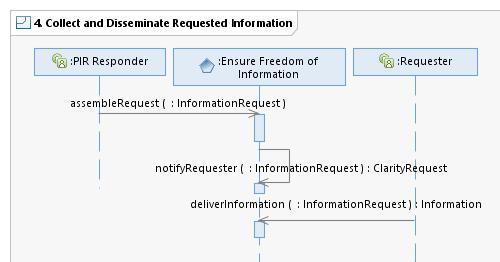 4. Collect and Disseminate Requested Information
:PIR Responder
:Ensure Freedom of
Information
:Requester
assembleRequest ( : InformationRequest )
notifyRequester ( : InformationRequest ) : ClarityRequest
deliverInformation ( : InformationRequest ) : Information